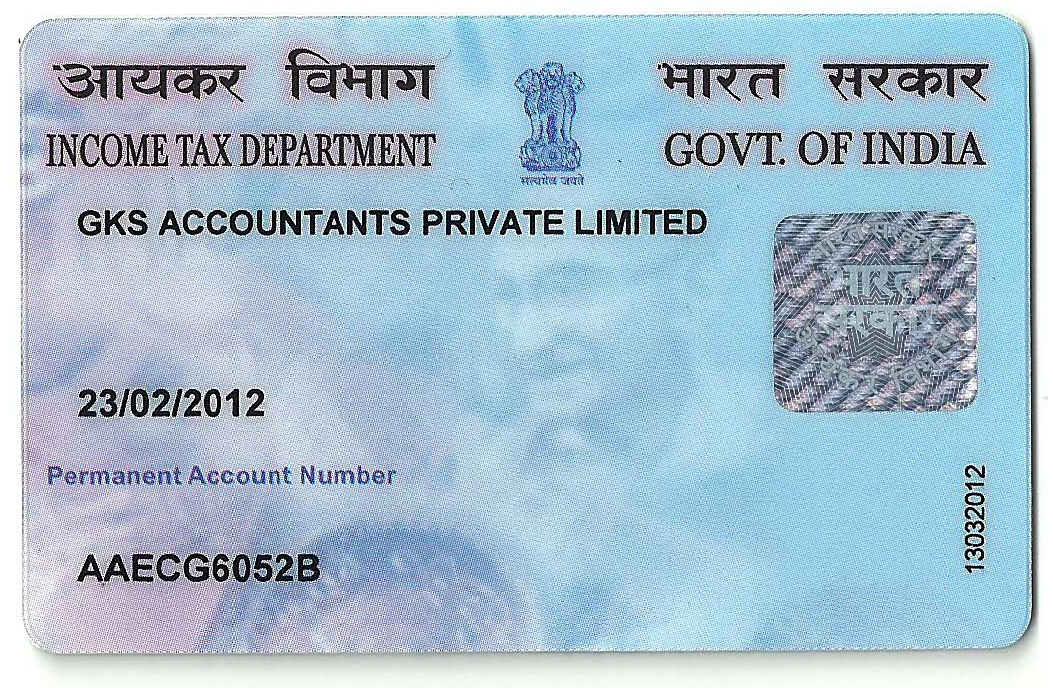 आयकर विभाग
INCOME TAX DEPARTMENT
सत्यमेव जयते
भारत सरकार
GOVT. OF INDIA
GKS ACCOUNTANTS PRIVATE LIMITED
भारत
23/02/2012
Permanent Account Number
AAECG6052B
13032012